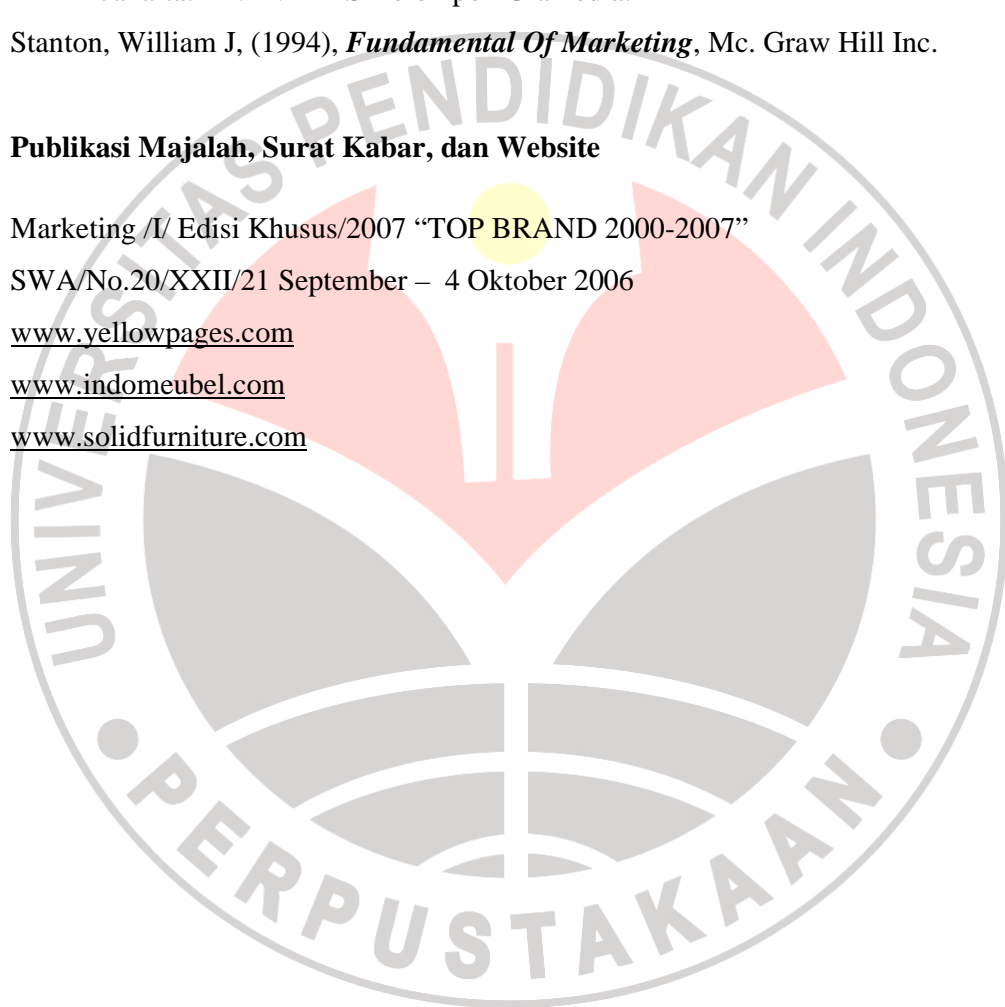 Stanton, William J, (1994), Fundamental Of Marketing, Mc. Graw Hill Inc.
Publikasi Majalah, Surat Kabar, dan Website
Marketing /I/ Edisi Khusus/2007 “TOP BRAND 2000-2007”
SWA/No.20/XXII/21 September – 4 Oktober 2006
www.yellowpages.com
www.indomeubel.com
www.solidfurniture.com
UNIVERSITAS PENDIDIKAN INDONESIA
PERPUSTAKAAN